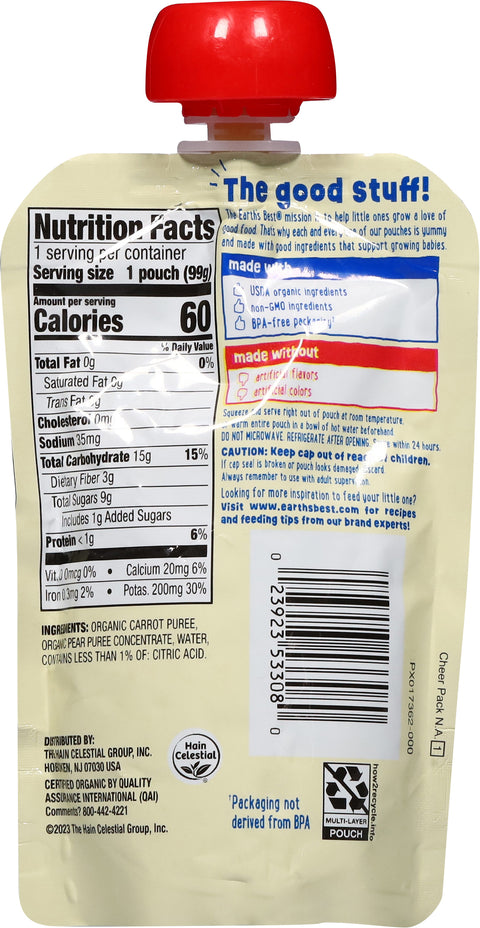 The good stuff!
The Earth's Best® mission is to help little ones grow a love of
good food. That's why each and every one of our pouches is yummy
and made with good ingredients that support growing babies.
made with
USDA organic ingredients
non-GMO ingredients
BPA-free packaging†
made without
artificial flavors
artificial colors
Squeeze and serve right out of pouch at room temperature,
or warm entire pouch in a bowl of hot water beforehand.
DO NOT MICROWAVE. REFRIGERATE AFTER OPENING. Serve within 24 hours.
CAUTION: Keep cap out of reach of children.
If cap seal is broken or pouch looks damaged, discard.
Always remember to use with adult supervision.
Looking for more inspiration to feed your little one?
Visit www.earthsbest.com for recipes
and feeding tips from our brand experts!
Nutrition Facts
1 serving per container
Serving size 1 pouch (99g)
Amount per serving
Calories 60
% Daily Value
Total Fat 0g 0%
Saturated Fat 0g
Trans Fat 0g
Cholesterol 0mg
Sodium 35mg
Total Carbohydrate 15g 15%
Dietary Fiber 3g
Total Sugars 9g
Includes 1g Added Sugars
Protein <1g 6%
Vit. D 0mcg 0% • Calcium 20mg 6%
Iron 0.3mg 2% • Potas. 200mg 30%
INGREDIENTS: ORGANIC CARROT PUREE,
ORGANIC PEAR PUREE CONCENTRATE, WATER,
CONTAINS LESS THAN 1% OF: CITRIC ACID.
DISTRIBUTED BY:
THE HAIN CELESTIAL GROUP, INC.
HOBOKEN, NJ 07030 USA
CERTIFIED ORGANIC BY QUALITY
ASSURANCE INTERNATIONAL (QAI)
Comments? 800-442-4221
©2023 The Hain Celestial Group, Inc.
Hain
Celestial
0 23923 53308 0
PX017362-000
Cheer Pack N.A. 1
†Packaging not
derived from BPA
MULTI-LAYER
POUCH
how2recycle.info